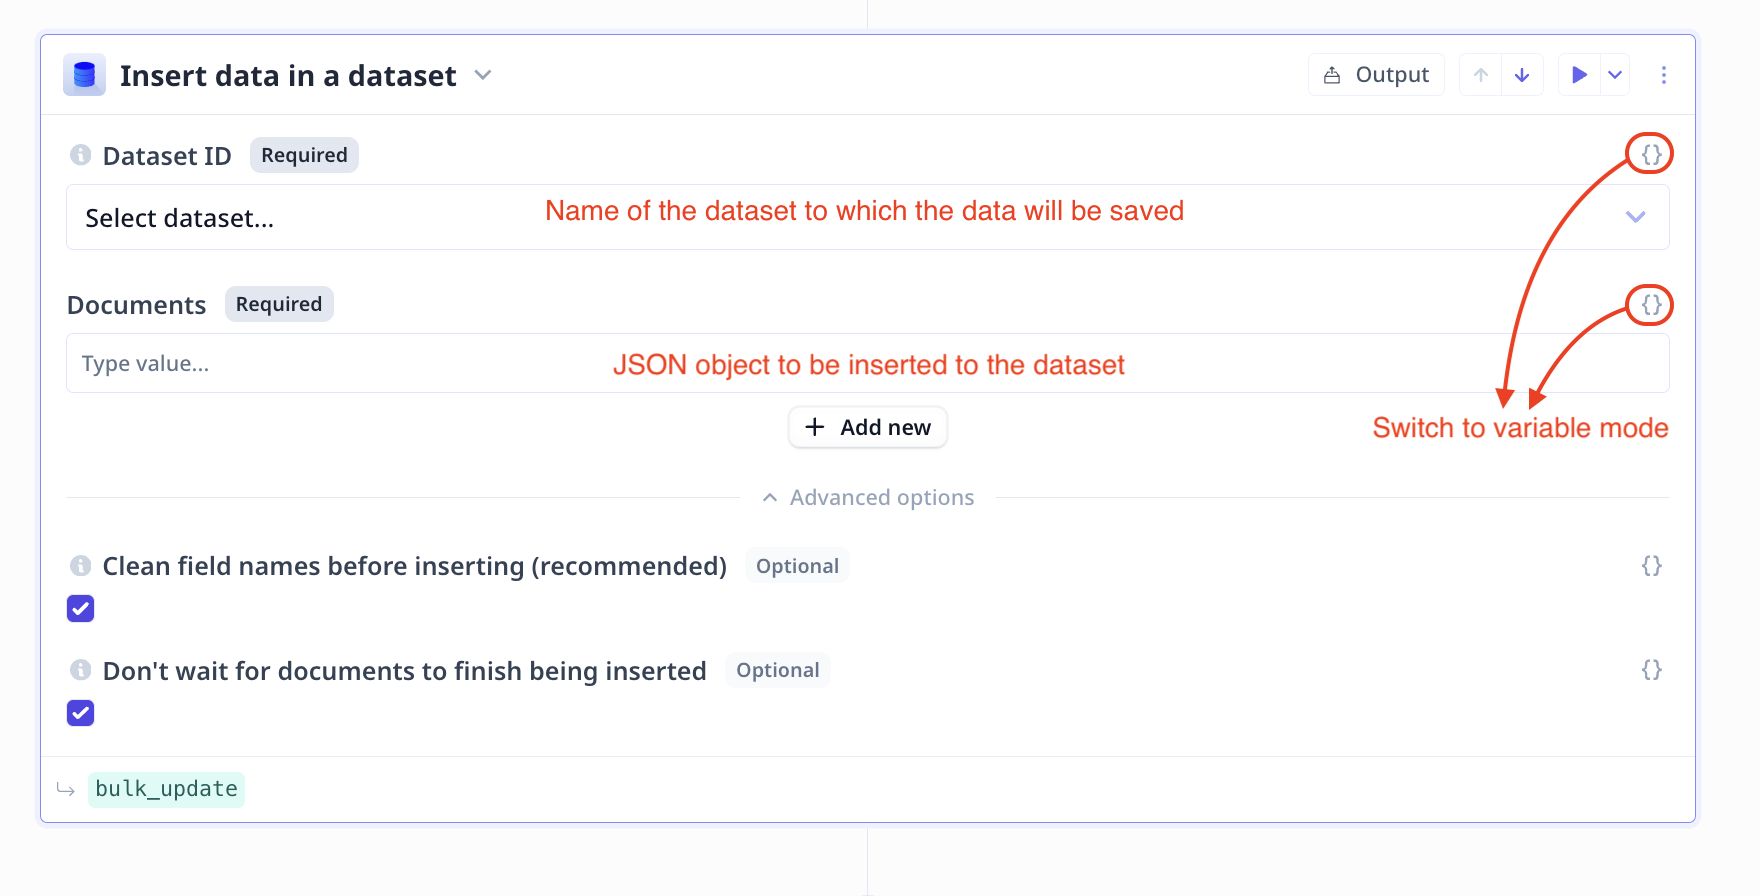 Insert data in a dataset
Output
Dataset ID Required {}
Select dataset... Name of the dataset to which the data will be saved
Documents Required {}
Type value... JSON object to be inserted to the dataset
+ Add new
Switch to variable mode
Advanced options
Clean field names before inserting (recommended) Optional {}
Don't wait for documents to finish being inserted Optional {}
bulk_update